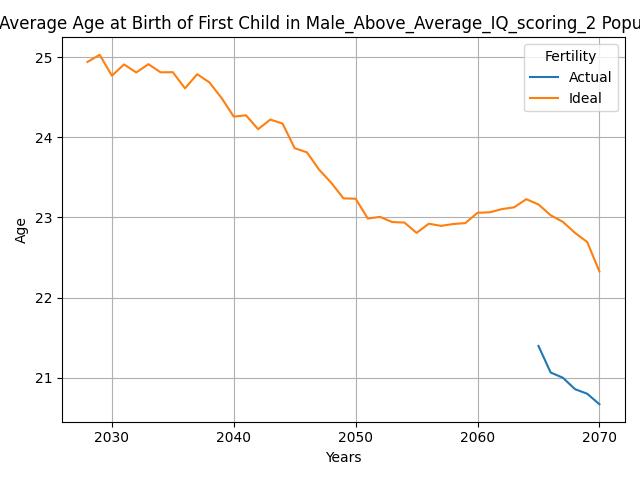 Average Age at Birth of First Child in Male_Above_Average_IQ_scoring_2 Popu
Fertility
Actual
Ideal
25
24
23
22
21
Age
2030 2040 2050 2060 2070
Years